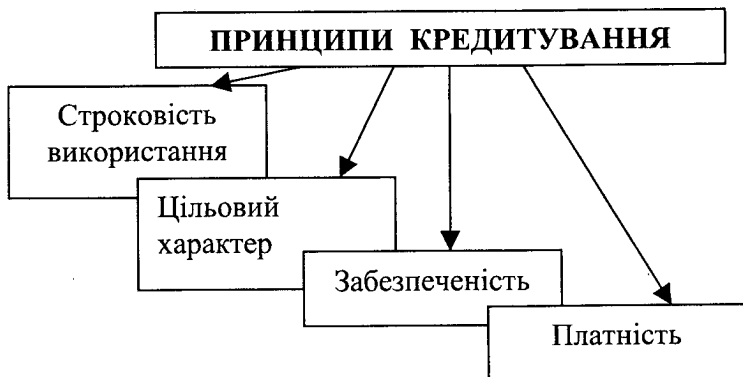 ПРИНЦИПИ КРЕДИТУВАННЯ
Строковість
використання
Цільовий
характер
Забезпеченість
Платність